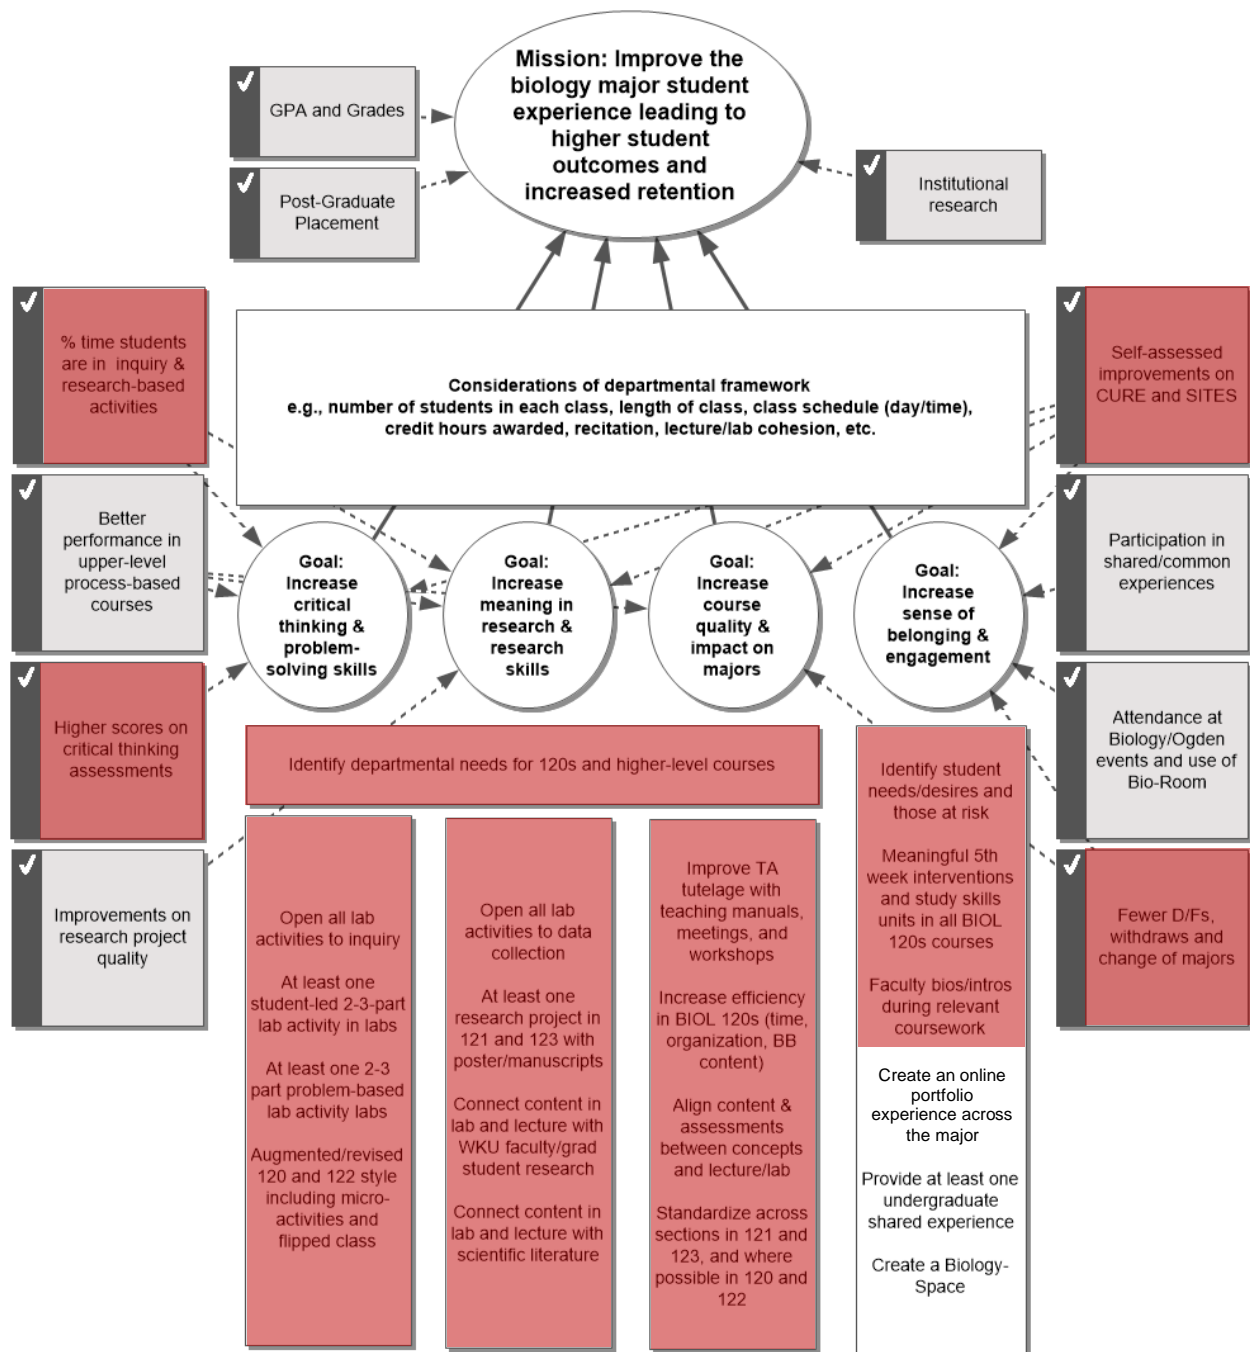 Mission: Improve the
biology major student
experience leading to
higher student
outcomes and
increased retention
GPA and Grades
Post-Graduate
Placement
Institutional
research
% time students
are in inquiry &
research-based
activities
Considerations of departmental framework
e.g., number of students in each class, length of class, class schedule (day/time),
credit hours awarded, recitation, lecture/lab cohesion, etc.
Self-assessed
improvements on
CURE and SITES
Better
performance in
upper-level
process-based
courses
Goal:
Increase
critical
thinking &
problem-
solving skills
Goal:
Increase
meaning in
research &
research
skills
Goal:
Increase
course
quality &
impact on
majors
Goal:
Increase
sense of
belonging &
engagement
Participation in
shared/common
experiences
Higher scores on
critical thinking
assessments
Attendance at
Biology/Ogden
events and use of
Bio-Room
Improvements on
research project
quality
Fewer D/Fs,
withdraws and
change of majors
Identify departmental needs for 120s and higher-level courses
Open all lab
activities to inquiry
At least one
student-led 2-3-part
lab activity in labs
At least one 2-3
part problem-based
lab activity labs
Augmented/revised
120 and 122 style
including micro-
activities and
flipped class
Open all lab
activities to data
collection
At least one
research project in
121 and 123 with
poster/manuscripts
Connect content in
lab and lecture with
WKU faculty/grad
student research
Connect content in
lab and lecture with
scientific literature
Improve TA
tutelage with
teaching manuals,
meetings, and
workshops
Increase efficiency
in BIOL 120s (time,
organization, BB
content)
Align content &
assessments
between concepts
and lecture/lab
Standardize across
sections in 121 and
123, and where
possible in 120 and
122
Identify student
needs/desires and
those at risk
Meaningful 5th
week interventions
and study skills
units in all BIOL
120s courses
Faculty bios/intros
during relevant
coursework
Create an online
portfolio
experience across
the major
Provide at least one
undergraduate
shared experience
Create a Biology-
Space